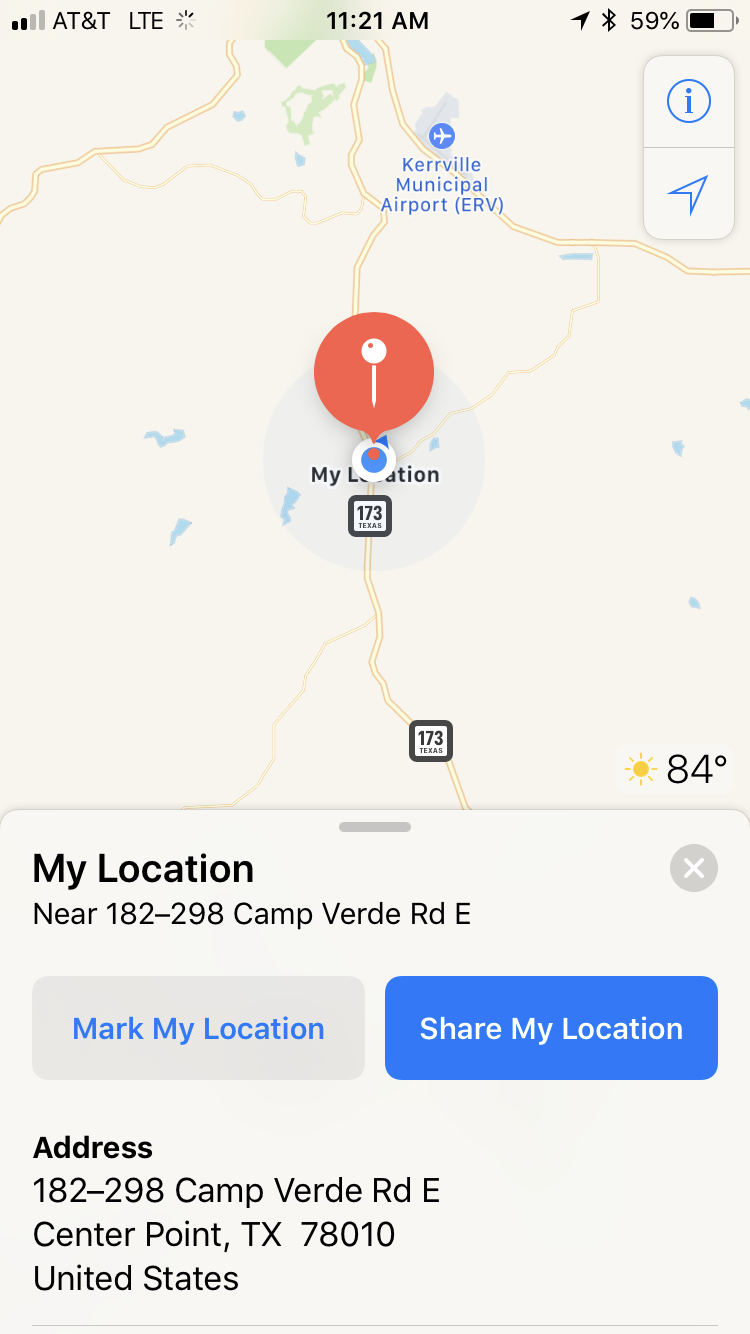 AT&T LTE 11:21 AM 59%
Kerrville
Municipal
Airport (ERV)
My Location
173
TEXAS
173
TEXAS
84°
My Location
Near 182–298 Camp Verde Rd E
Mark My Location
Share My Location
Address
182–298 Camp Verde Rd E
Center Point, TX  78010
United States